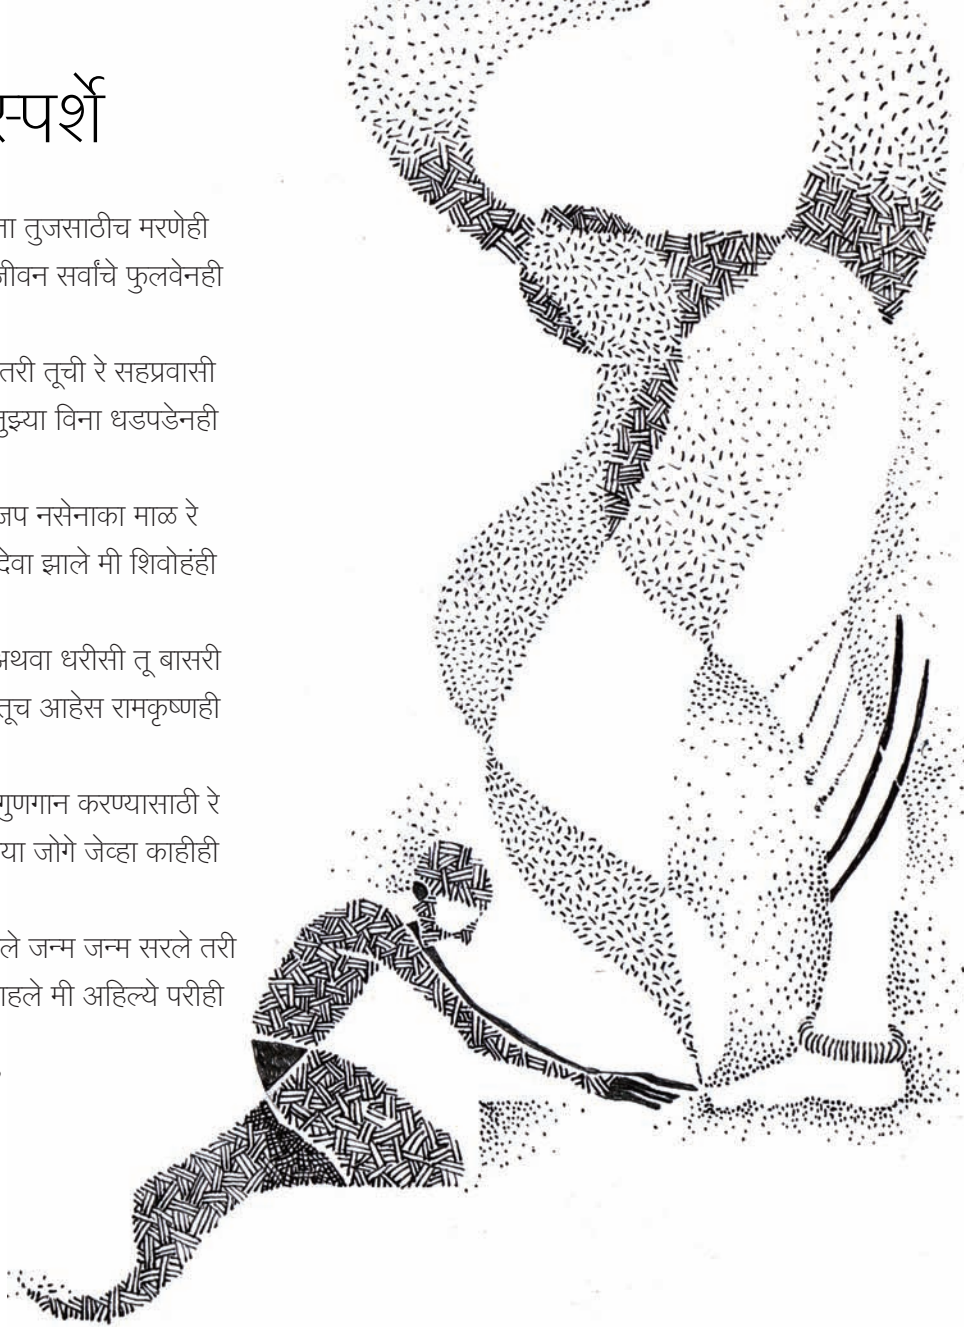 स्पर्शे
ना तुजसाठीच मरणेही
जीवन सर्वांचे फुलवेनही
तरी तूची रे सहप्रवासी
तुझ्या विना धडपडेनही
जप नसेनाका माळ रे
देवा झाले मी शिवोहंही
अथवा धरीसी तू बासरी
तूच आहेस रामकृष्णही
गुणगान करण्यासाठी रे
या जोगे जेव्हा काहीही
ले जन्म जन्म सरले तरी
ाहले मी अहिल्ये परीही